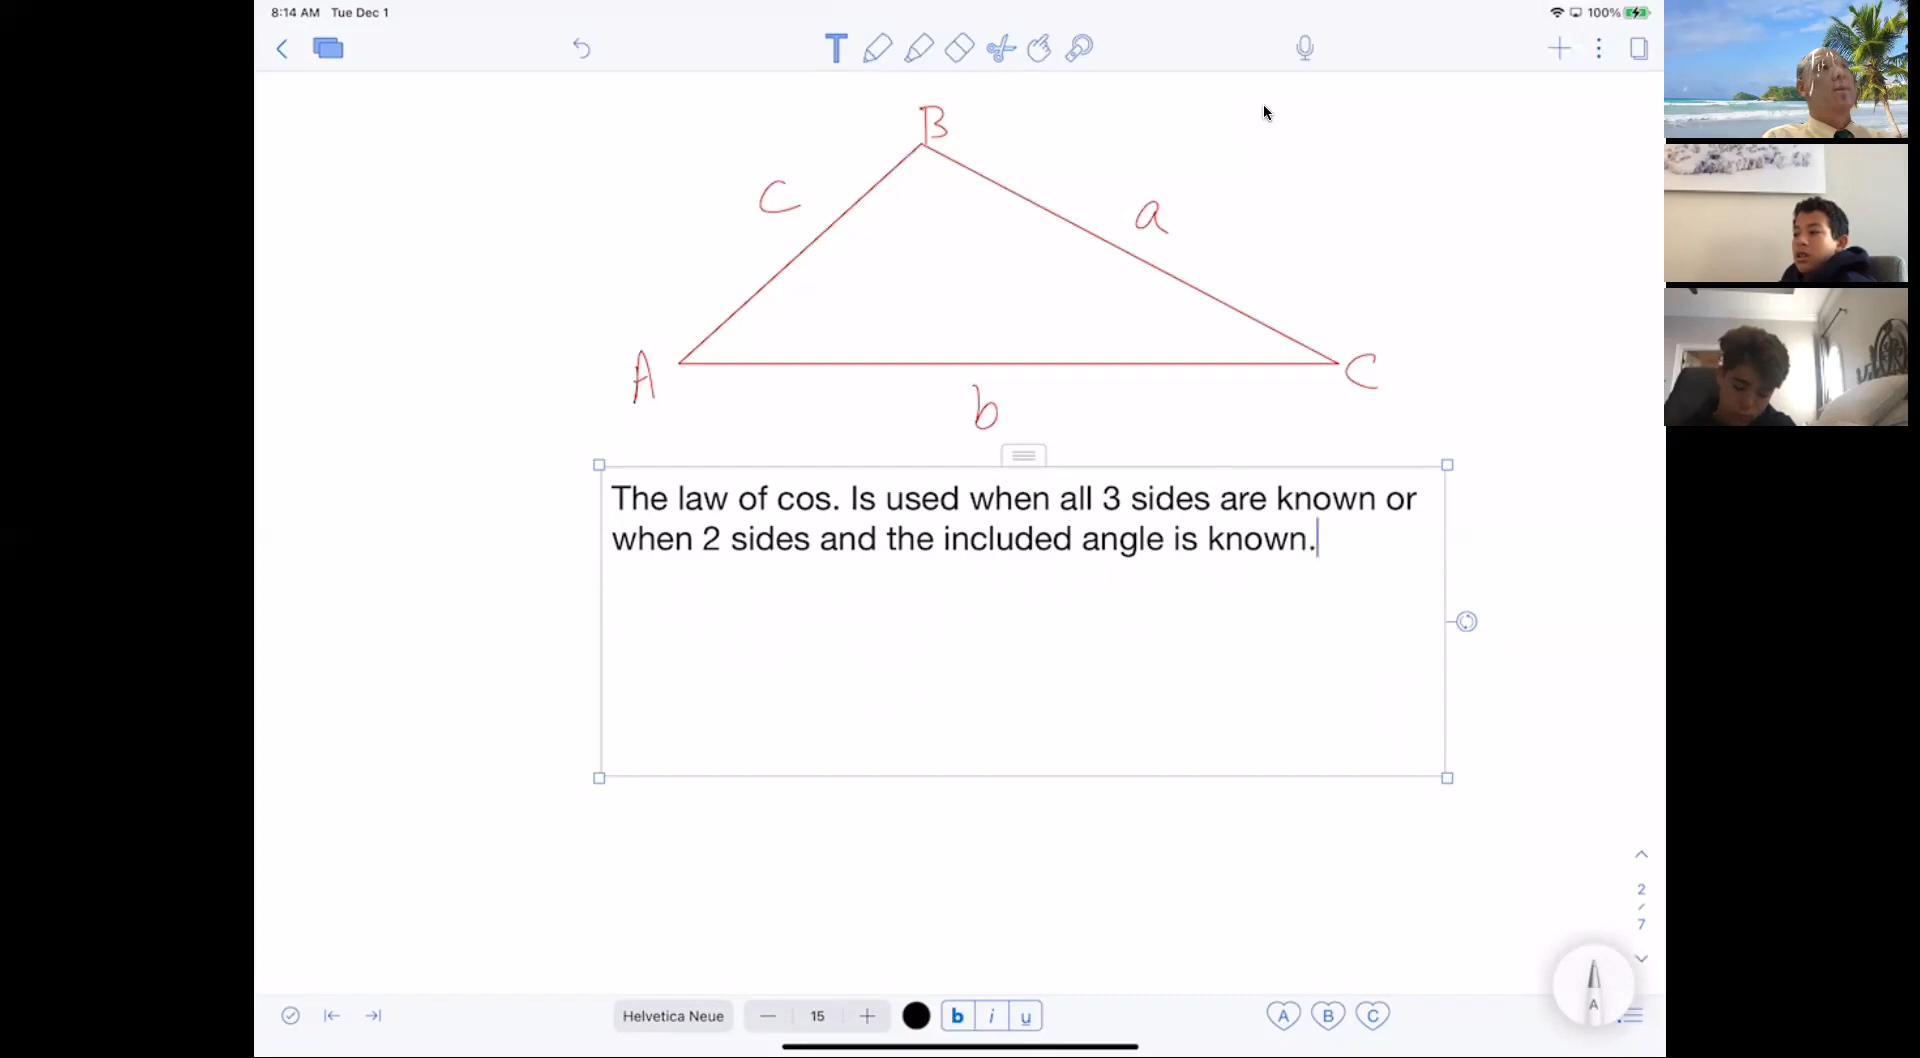 8:14 AM Tue Dec 1
100%
T
B
c
a
A
C
b
The law of cos. Is used when all 3 sides are known or
when 2 sides and the included angle is known.
2
7
A
Helvetica Neue
15
b i u
A B C